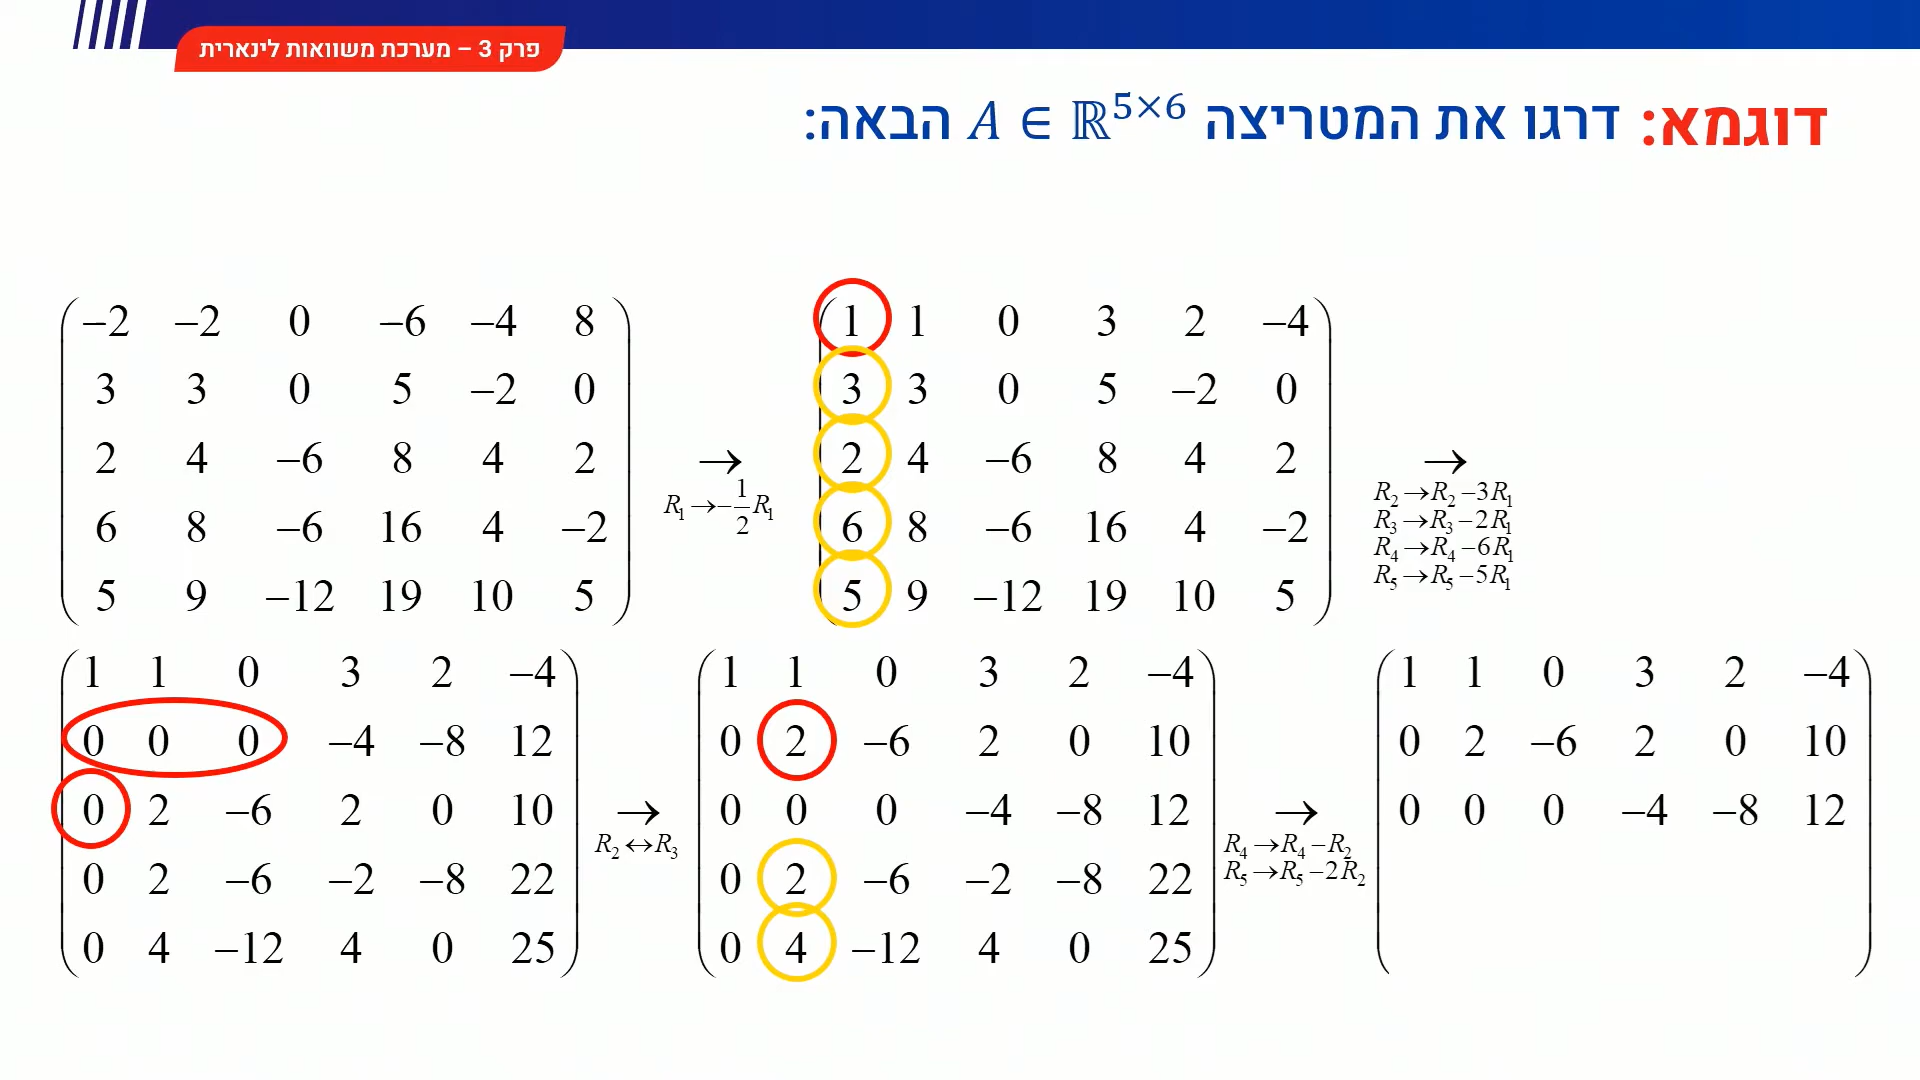 פרק 3 – מערכת משוואות לינארית
דוגמא: דרגו את המטריצה A ∈ ℝ^{5×6} הבאה:
−2 −2 0 −6 −4 8
3 3 0 5 −2 0
2 4 −6 8 4 2
6 8 −6 16 4 −2
5 9 −12 19 10 5
→
R₁→−1/2R₁
1 1 0 3 2 −4
3 3 0 5 −2 0
2 4 −6 8 4 2
6 8 −6 16 4 −2
5 9 −12 19 10 5
→
R₂→R₂−3R₁
R₃→R₃−2R₁
R₄→R₄−6R₁
R₅→R₅−5R₁
1 1 0 3 2 −4
0 0 0 −4 −8 12
0 2 −6 2 0 10
0 2 −6 −2 −8 22
0 4 −12 4 0 25
→
R₂↔R₃
1 1 0 3 2 −4
0 2 −6 2 0 10
0 0 0 −4 −8 12
0 2 −6 −2 −8 22
0 4 −12 4 0 25
→
R₄→R₄−R₂
R₅→R₅−2R₂
1 1 0 3 2 −4
0 2 −6 2 0 10
0 0 0 −4 −8 12